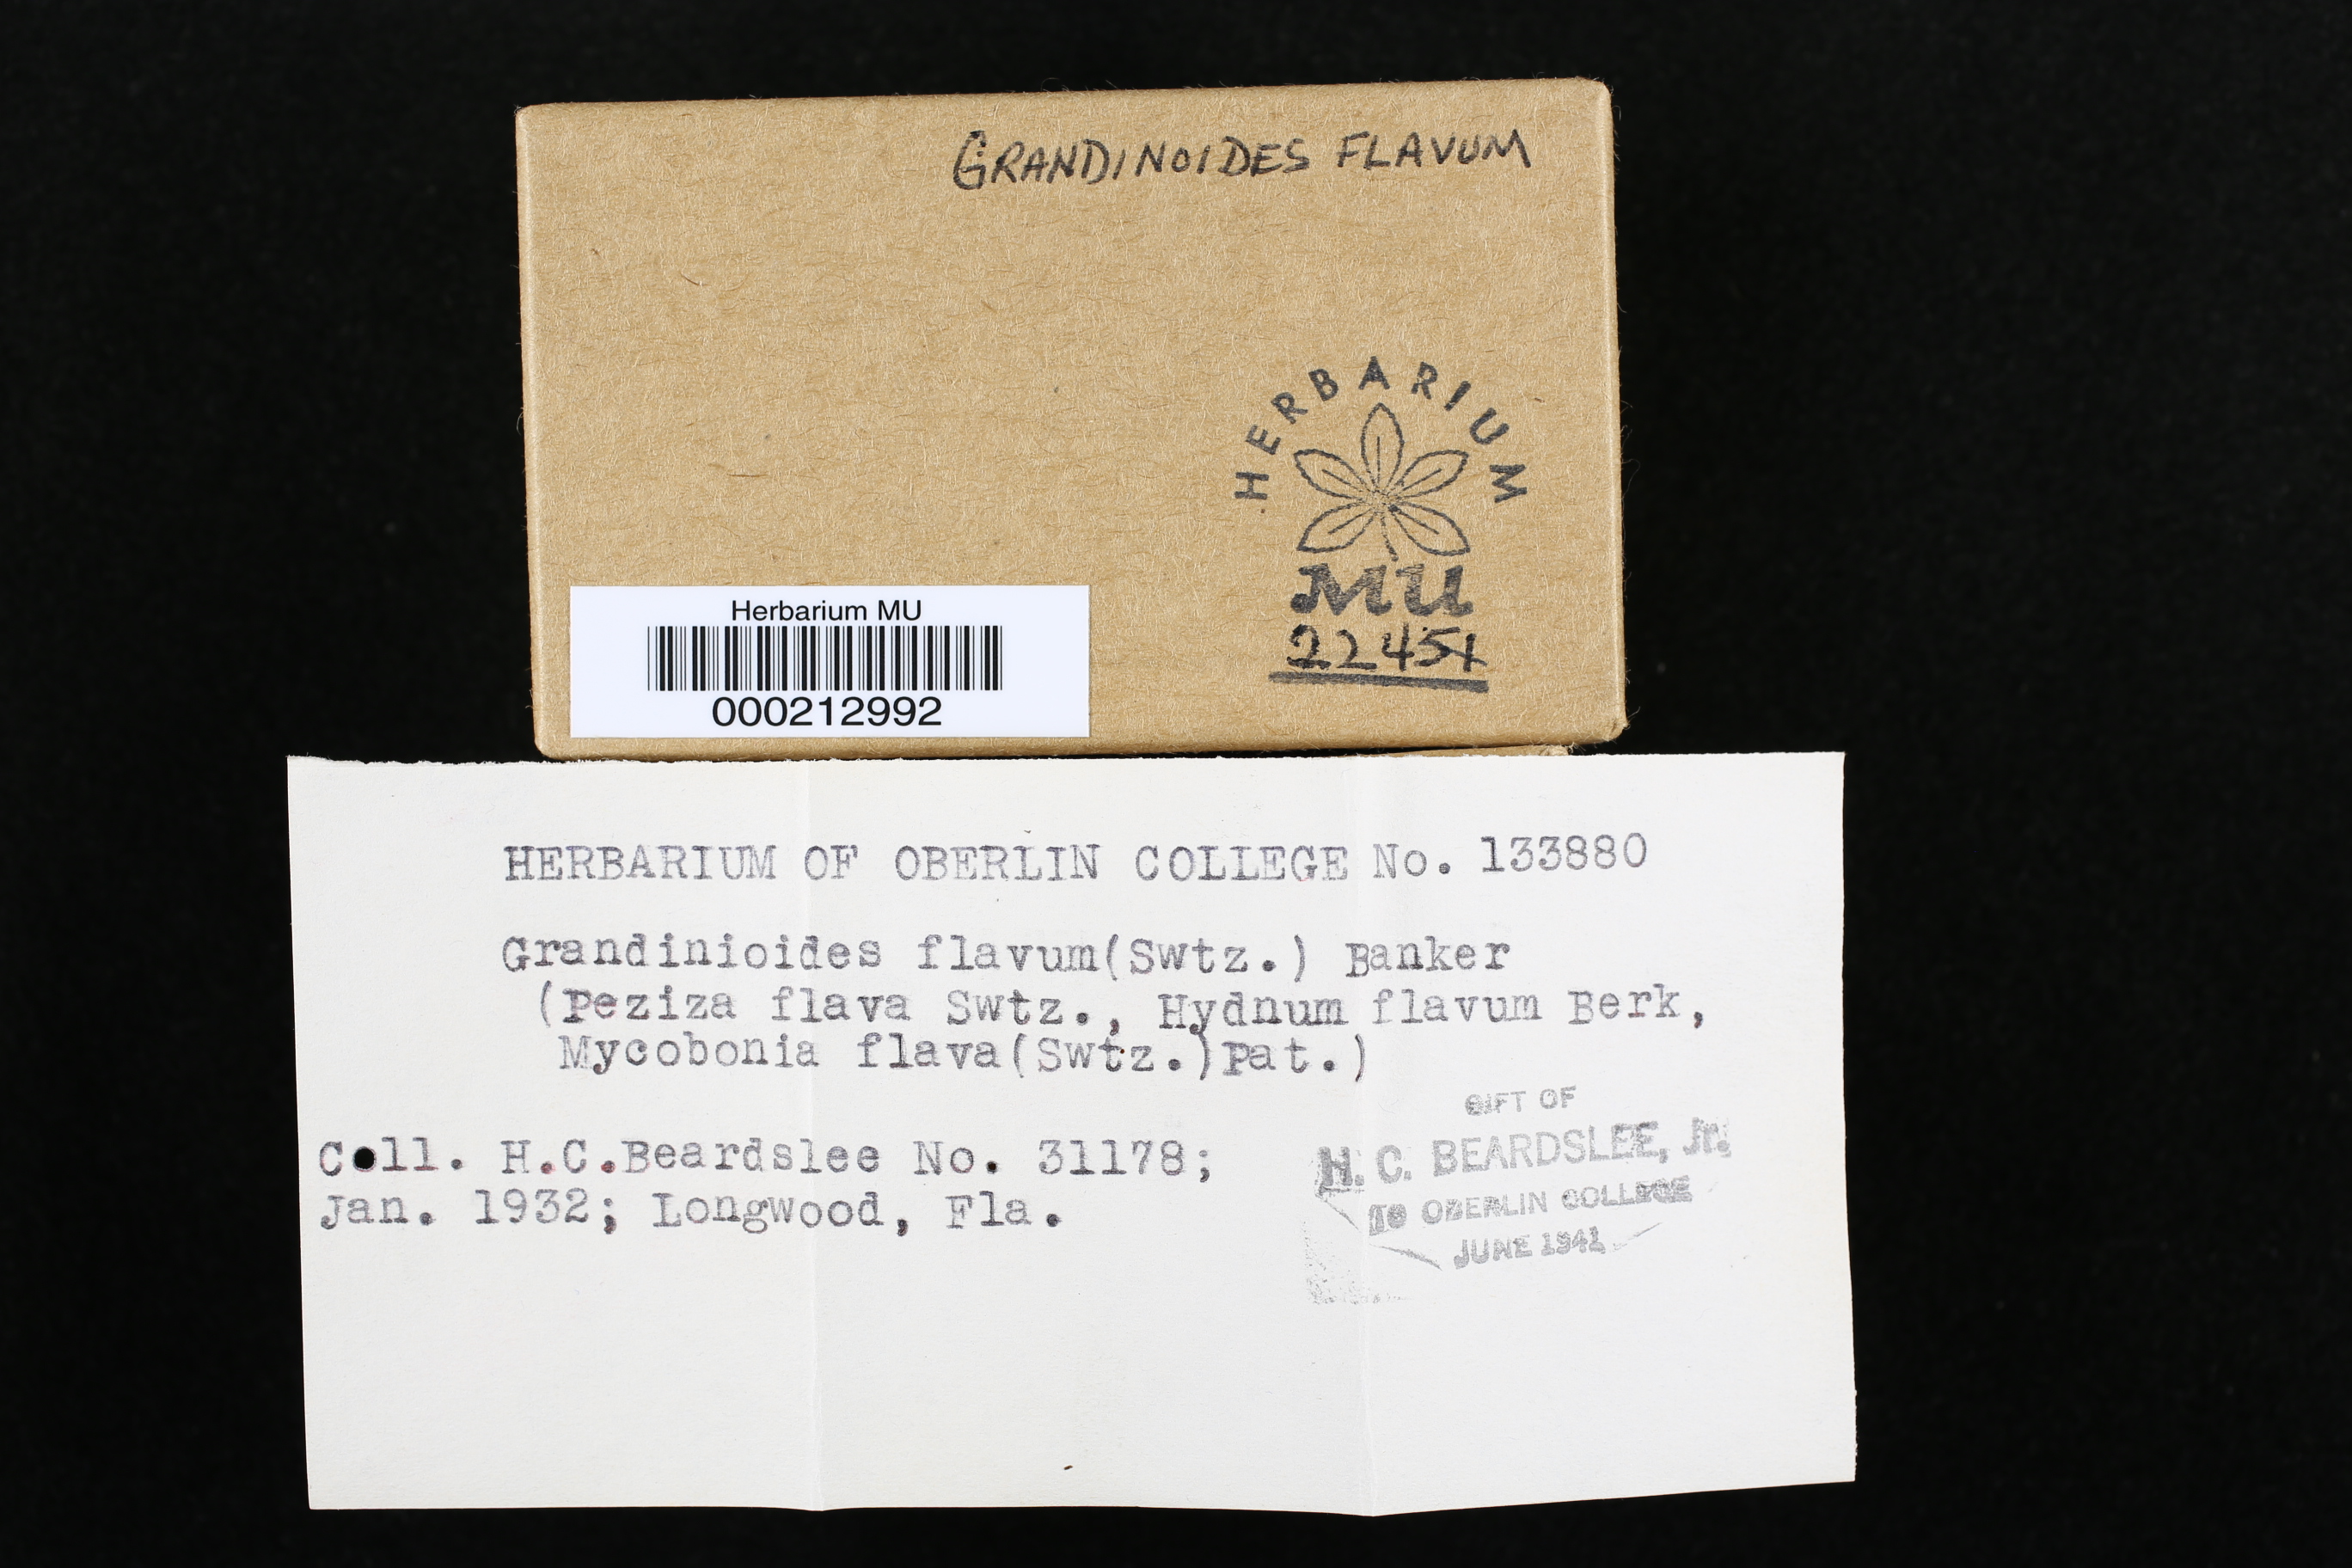 GRANDINOIDES FLAVUM
HERBARIUM
MU
22451
Herbarium MU
000212992
HERBARIUM OF OBERLIN COLLEGE No. 133880
Grandinioides flavum(Swtz.) Banker
(Peziza flava Swtz., Hydnum flavum Berk,
Mycobonia flava(Swtz.)Pat.)
Coll. H.C.Beardslee No. 31178;
Jan. 1932; Longwood, Fla.
GIFT OF
H. C. BEARDSLEE, Jr.
TO OBERLIN COLLEGE
JUNE 1941